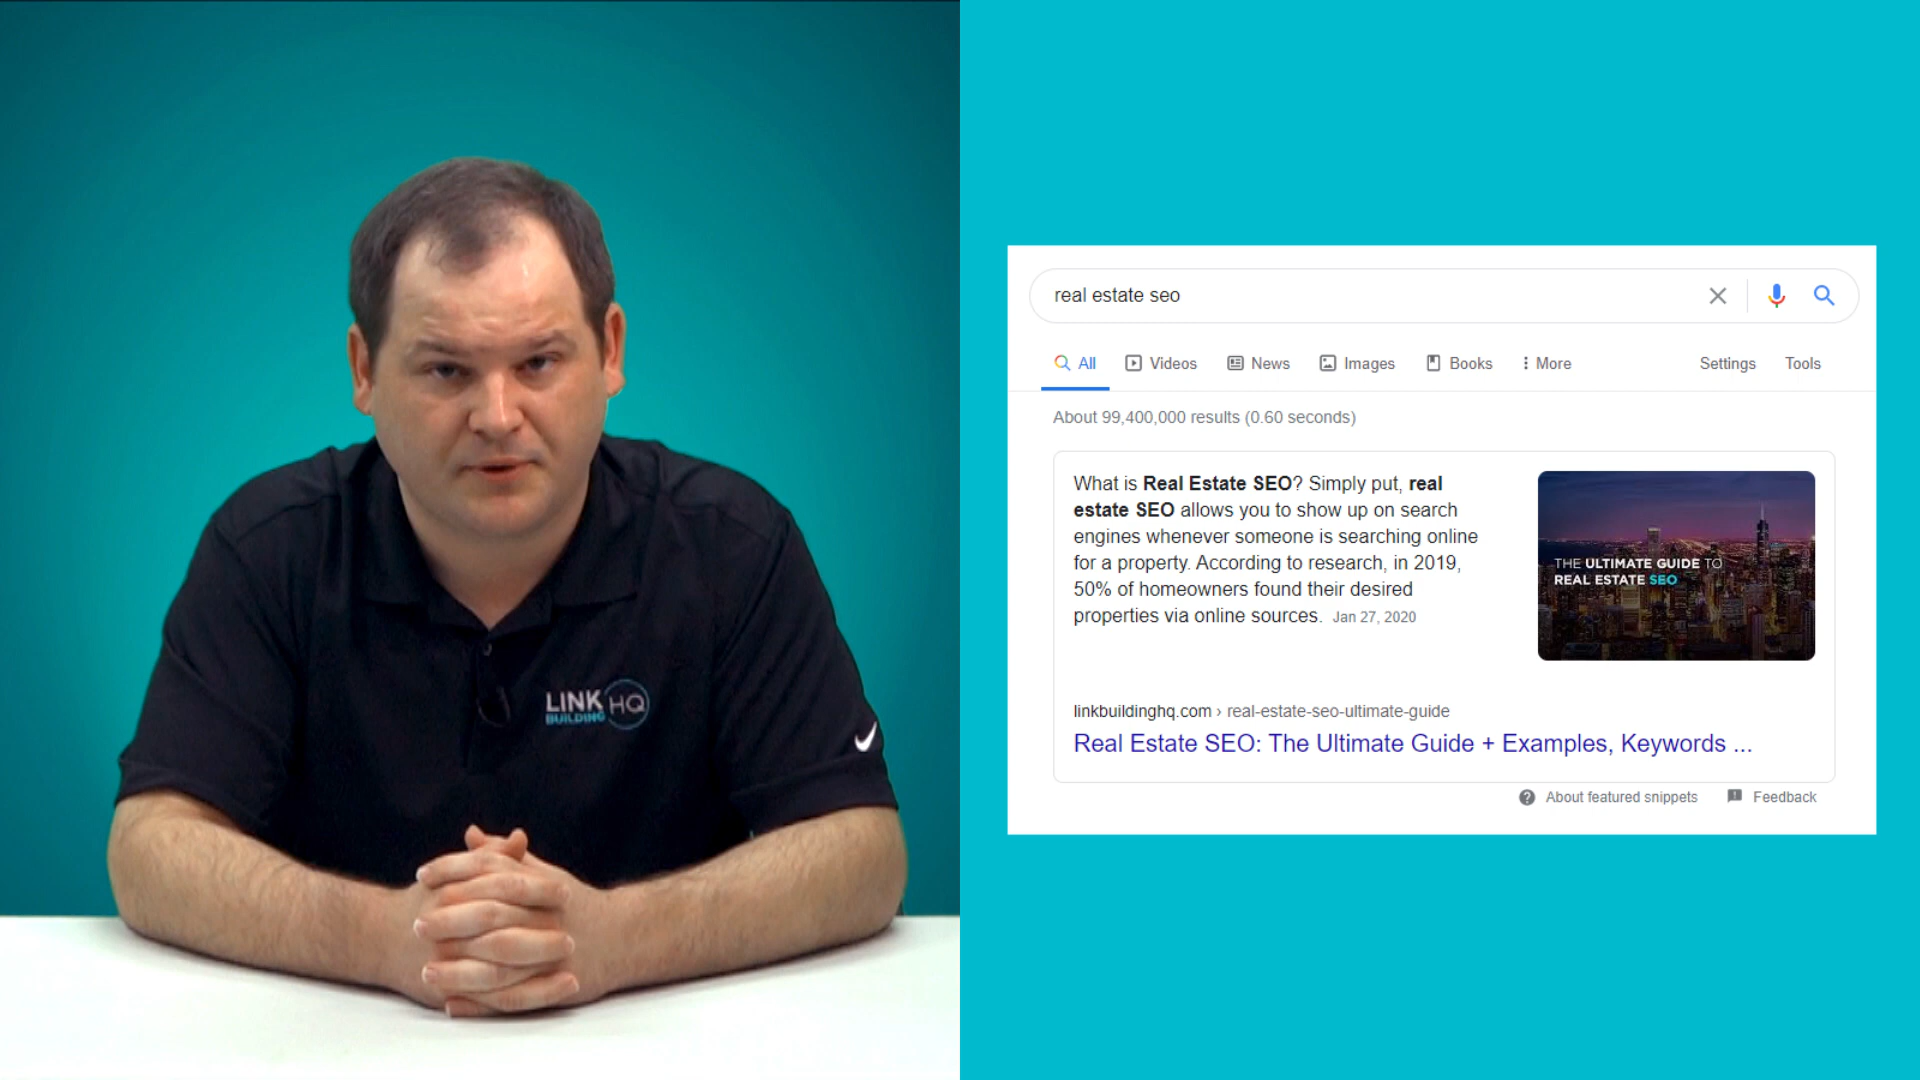 LINK HQ
BUILDING
real estate seo
All Videos News Images Books More Settings Tools
About 99,400,000 results (0.60 seconds)
What is Real Estate SEO? Simply put, real
estate SEO allows you to show up on search
engines whenever someone is searching online
for a property. According to research, in 2019,
50% of homeowners found their desired
properties via online sources. Jan 27, 2020
THE ULTIMATE GUIDE TO
REAL ESTATE SEO
linkbuildinghq.com › real-estate-seo-ultimate-guide
Real Estate SEO: The Ultimate Guide + Examples, Keywords ...
About featured snippets Feedback